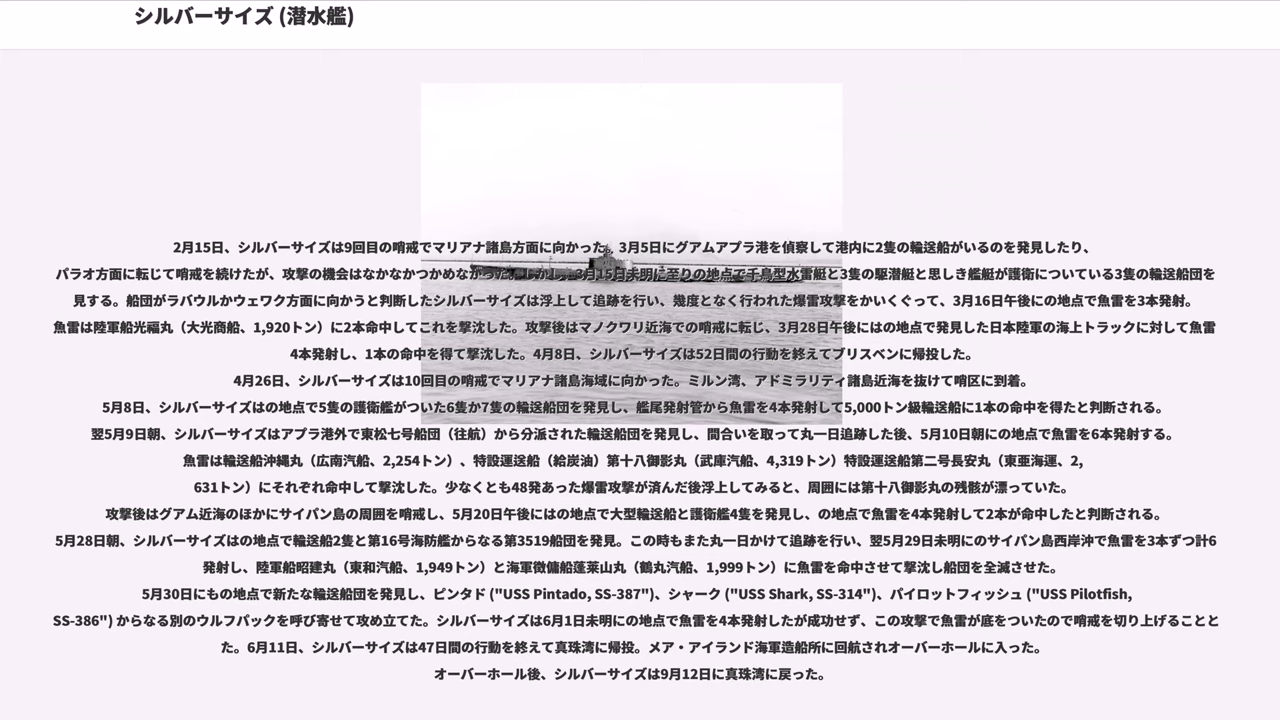 シルバーサイズ (潜水艦)
2月15日、シルバーサイズは9回目の哨戒でマリアナ諸島方面に向かった。3月5日にグアムアプラ港を偵察して港内に2隻の輸送船がいるのを発見したり、
パラオ方面に転じて哨戒を続けたが、攻撃の機会はなかなかつかめなかった。しかし、3月15日未明に至りの地点で千鳥型水雷艇と3隻の駆潜艇と思しき艦艇が護衛についている3隻の輸送船団を
見する。船団がラバウルかウェワク方面に向かうと判断したシルバーサイズは浮上して追跡を行い、幾度となく行われた爆雷攻撃をかいくぐって、3月16日午後にの地点で魚雷を3本発射。
魚雷は陸軍船光福丸（大光商船、1,920トン）に2本命中してこれを撃沈した。攻撃後はマノクワリ近海での哨戒に転じ、3月28日午後にはの地点で発見した日本陸軍の海上トラックに対して魚雷
4本発射し、1本の命中を得て撃沈した。4月8日、シルバーサイズは52日間の行動を終えてブリスベンに帰投した。
4月26日、シルバーサイズは10回目の哨戒でマリアナ諸島海域に向かった。ミルン湾、アドミラリティ諸島近海を抜けて哨区に到着。
5月8日、シルバーサイズはの地点で5隻の護衛艦がついた6隻か7隻の輸送船団を発見し、艦尾発射管から魚雷を4本発射して5,000トン級輸送船に1本の命中を得たと判断される。
翌5月9日朝、シルバーサイズはアプラ港外で東松七号船団（往航）から分派された輸送船団を発見し、間合いを取って丸一日追跡した後、5月10日朝にの地点で魚雷を6本発射する。
魚雷は輸送船沖縄丸（広南汽船、2,254トン）、特設運送船（給炭油）第十八御影丸（武庫汽船、4,319トン）特設運送船第二号長安丸（東亜海運、2,
631トン）にそれぞれ命中して撃沈した。少なくとも48発あった爆雷攻撃が済んだ後浮上してみると、周囲には第十八御影丸の残骸が漂っていた。
攻撃後はグアム近海のほかにサイパン島の周囲を哨戒し、5月20日午後にはの地点で大型輸送船と護衛艦4隻を発見し、の地点で魚雷を4本発射して2本が命中したと判断される。
5月28日朝、シルバーサイズはの地点で輸送船2隻と第16号海防艦からなる第3519船団を発見。この時もまた丸一日かけて追跡を行い、翌5月29日未明にのサイパン島西岸沖で魚雷を3本ずつ計6
発射し、陸軍船昭建丸（東和汽船、1,949トン）と海軍徴傭船蓬莱山丸（鶴丸汽船、1,999トン）に魚雷を命中させて撃沈し船団を全滅させた。
5月30日にもの地点で新たな輸送船団を発見し、ピンタド ("USS Pintado, SS-387")、シャーク ("USS Shark, SS-314")、パイロットフィッシュ ("USS Pilotfish,
SS-386") からなる別のウルフパックを呼び寄せて攻め立てた。シルバーサイズは6月1日未明にの地点で魚雷を4本発射したが成功せず、この攻撃で魚雷が底をついたので哨戒を切り上げることと
た。6月11日、シルバーサイズは47日間の行動を終えて真珠湾に帰投。メア・アイランド海軍造船所に回航されオーバーホールに入った。
オーバーホール後、シルバーサイズは9月12日に真珠湾に戻った。